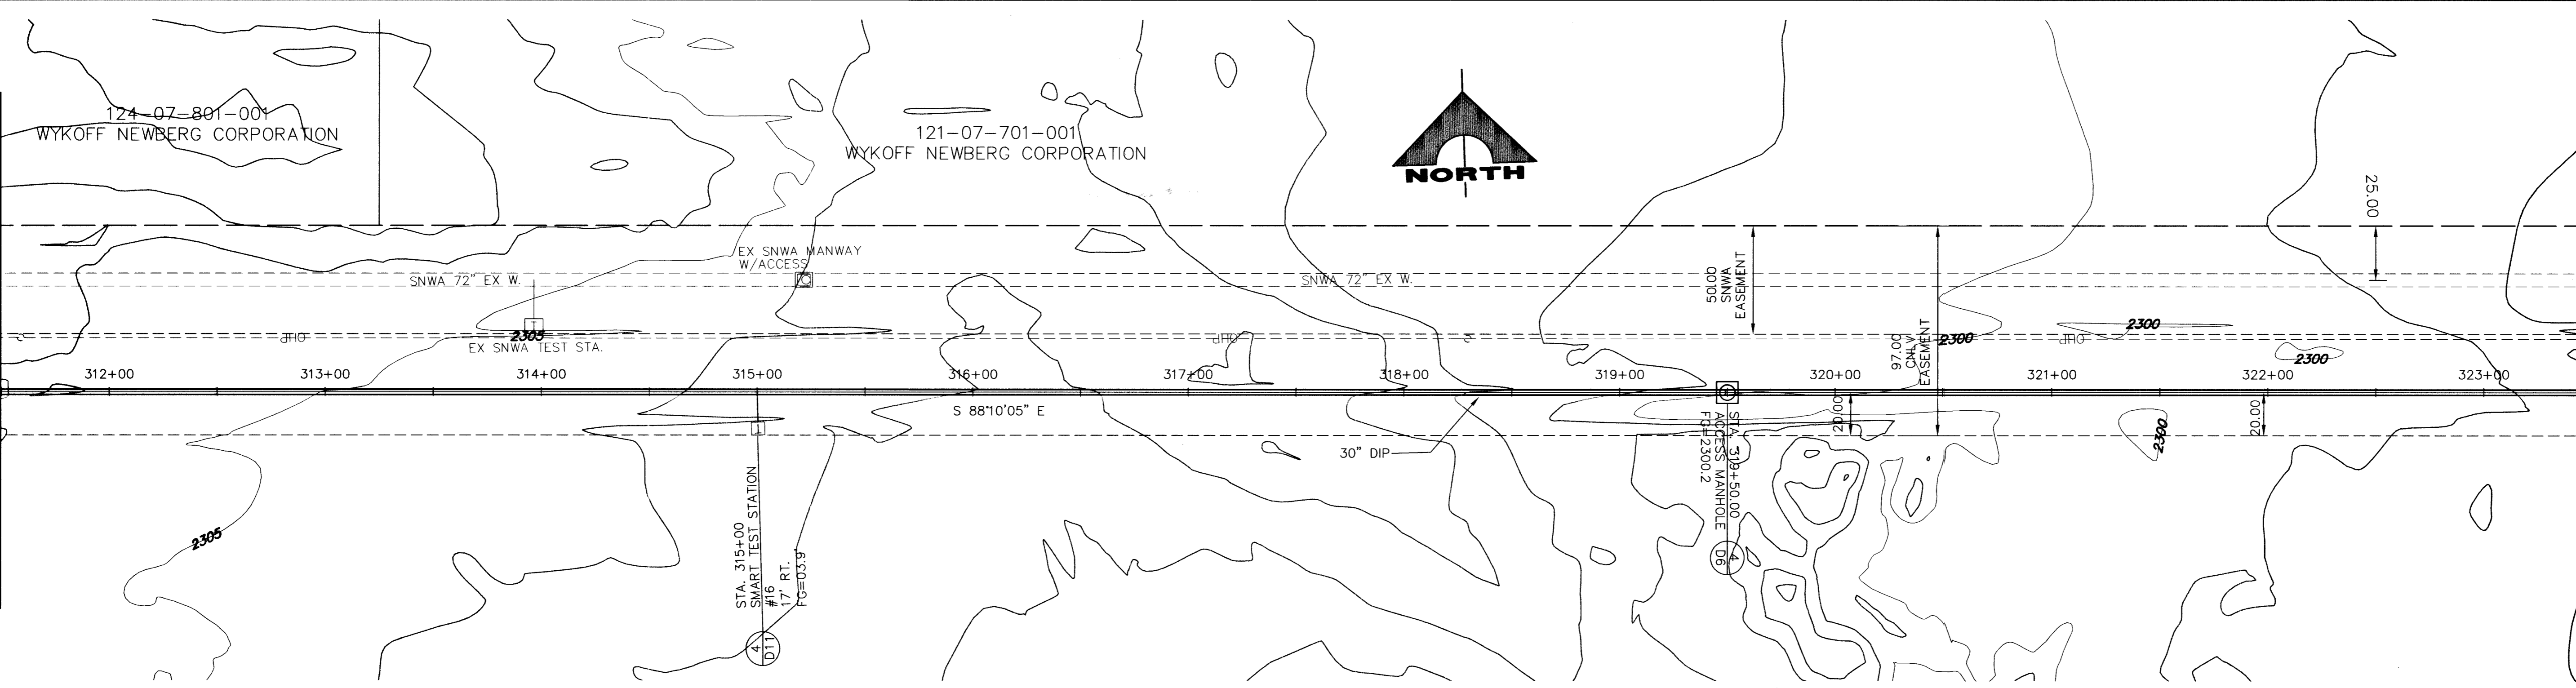 124-07-801-001
WYKOFF NEWBERG CORPORATION
121-07-701-001
WYKOFF NEWBERG CORPORATION
NORTH
25.00
EX SNWA MANWAY
W/ACCESS
SNWA 72" EX W.
SNWA 72" EX W.
50.00
SNWA
EASEMENT
2305
EX SNWA TEST STA.
OHP
OHP
OHP
97.00
CNLV
EASEMENT
2300
2300
2300
312+00
313+00
314+00
315+00
316+00
317+00
318+00
319+00
320+00
321+00
322+00
323+00
S 88°10'05" E
30" DIP
20.00
20.00
2300
2305
STA. 315+00
SMART TEST STATION
#16
17' RT.
FG=03.9'
4
D11
STA. 319+50.00
ACCESS MANHOLE
FG=2300.2
4
D6